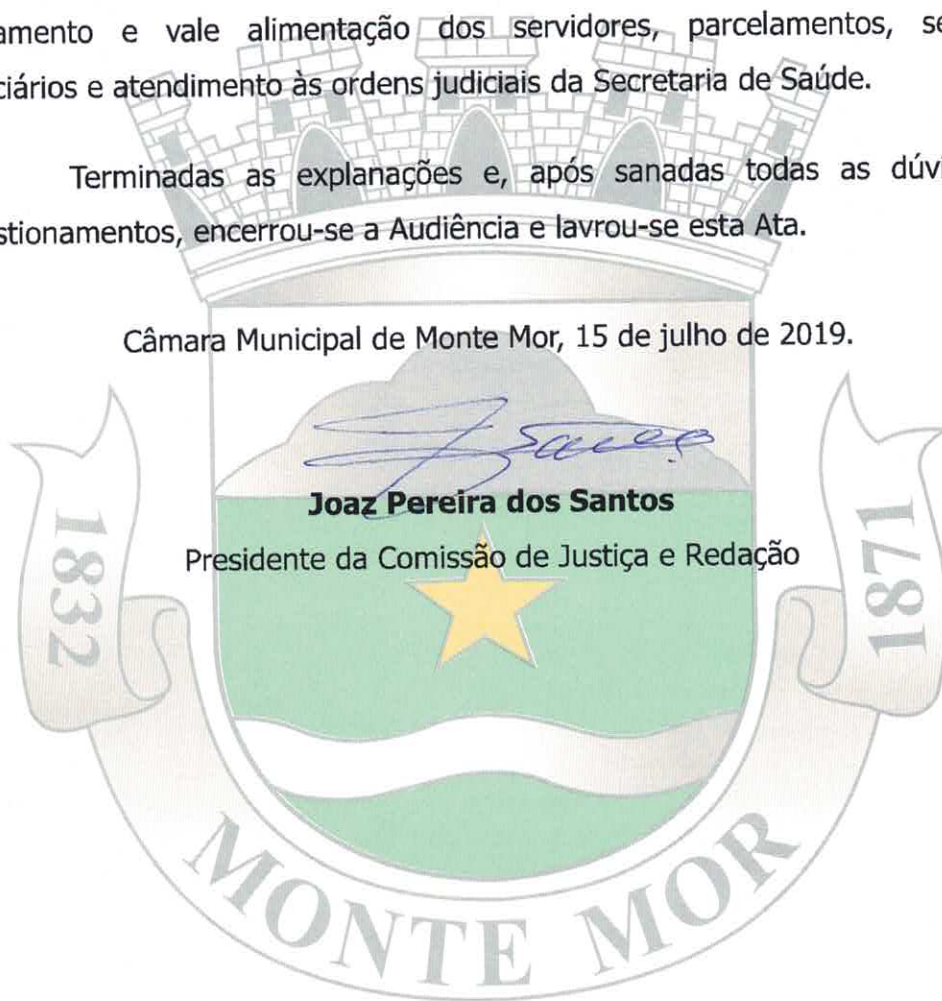 amento e vale alimentação dos servidores, parcelamentos, se
ciários e atendimento às ordens judiciais da Secretaria de Saúde.
Terminadas as explanações e, após sanadas todas as dúvi
stionamentos, encerrou-se a Audiência e lavrou-se esta Ata.
Câmara Municipal de Monte Mor, 15 de julho de 2019.
Joaz Pereira dos Santos
Presidente da Comissão de Justiça e Redação
1832
1871
MONTE MOR